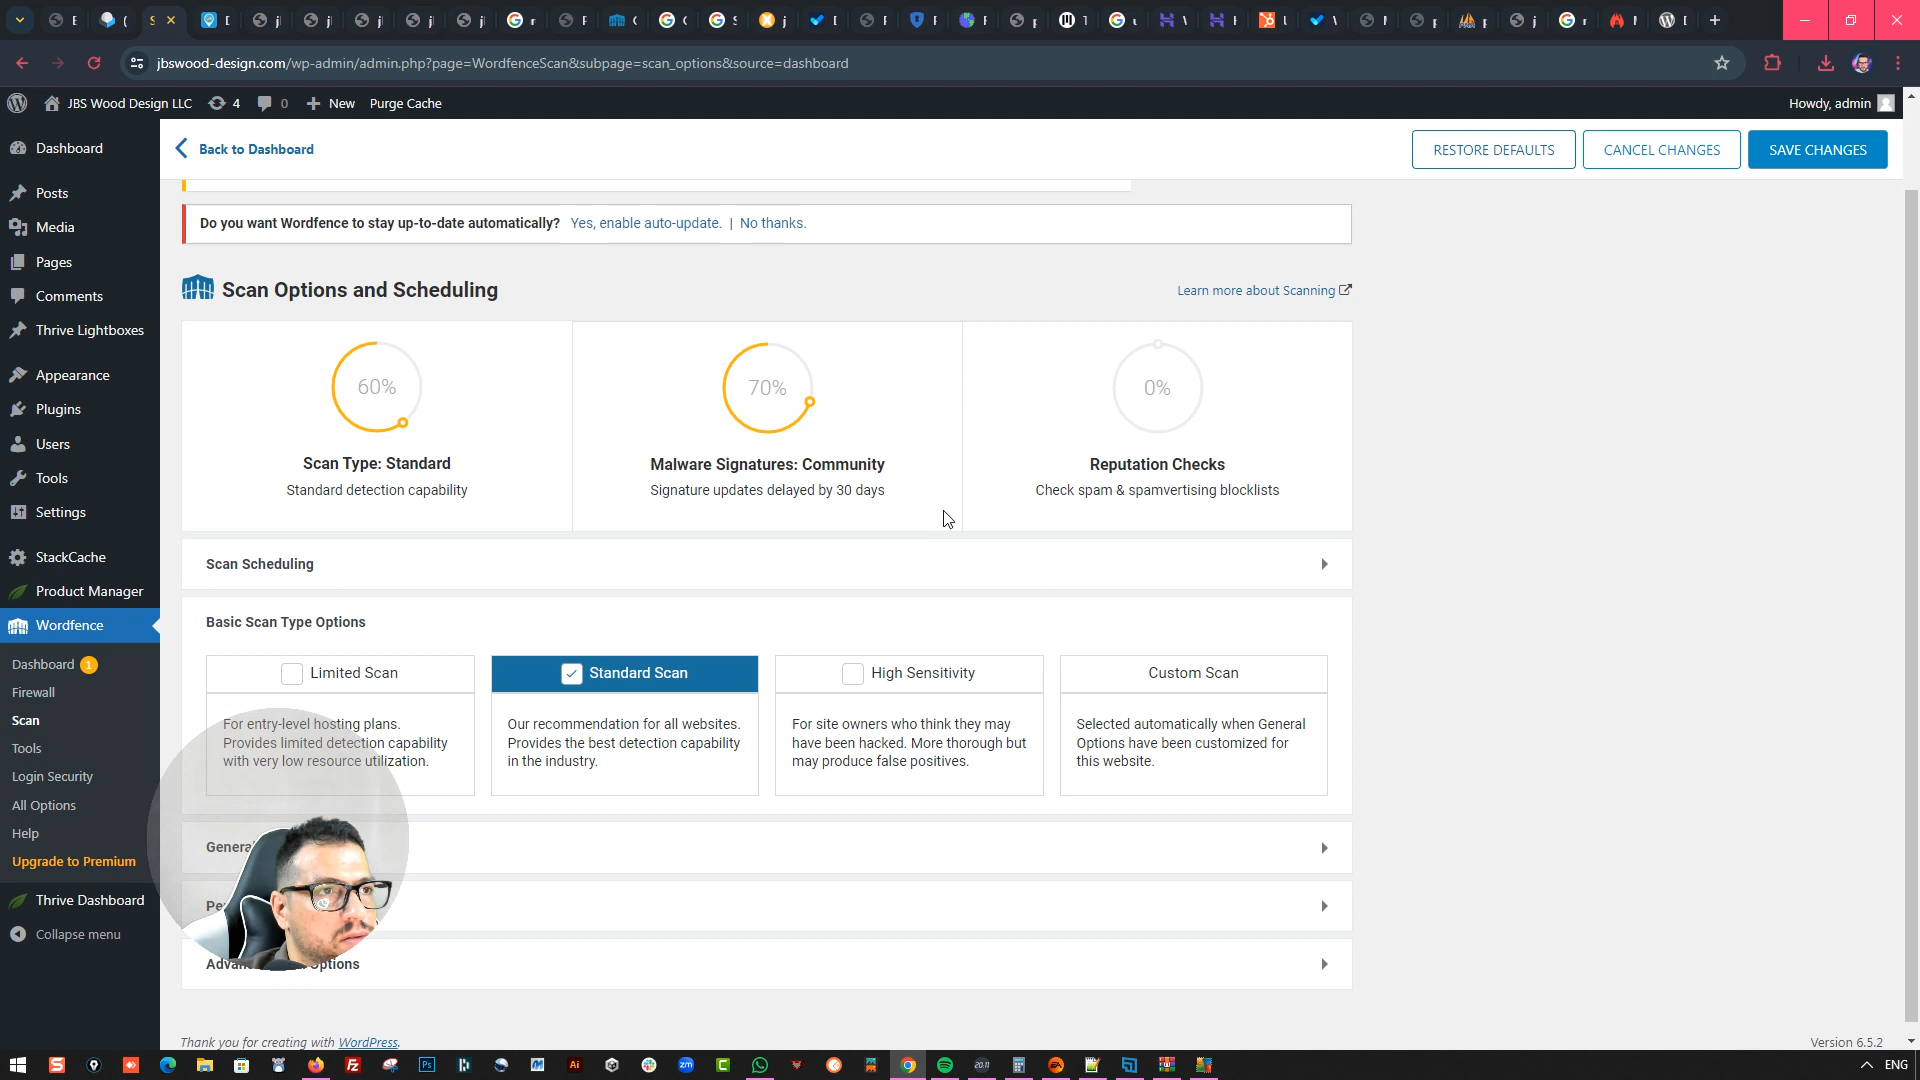 jbswood-design.com/wp-admin/admin.php?page=WordfenceScan&subpage=scan_options&source=dashboard
JBS Wood Design LLC 4 0 New Purge Cache Howdy, admin
Back to Dashboard RESTORE DEFAULTS CANCEL CHANGES SAVE CHANGES
Dashboard
Posts
Media
Pages
Comments
Thrive Lightboxes
Appearance
Plugins
Users
Tools
Settings
StackCache
Product Manager
Wordfence
Dashboard 1
Firewall
Scan
Tools
Login Security
All Options
Help
Upgrade to Premium
Thrive Dashboard
Collapse menu
Do you want Wordfence to stay up-to-date automatically? Yes, enable auto-update. | No thanks.
Scan Options and Scheduling
Learn more about Scanning
60%
Scan Type: Standard
Standard detection capability
70%
Malware Signatures: Community
Signature updates delayed by 30 days
0%
Reputation Checks
Check spam & spamvertising blocklists
Scan Scheduling
Basic Scan Type Options
Limited Scan
For entry-level hosting plans.
Provides limited detection capability
with very low resource utilization.
Standard Scan
Our recommendation for all websites.
Provides the best detection capability
in the industry.
High Sensitivity
For site owners who think they may
have been hacked. More thorough but
may produce false positives.
Custom Scan
Selected automatically when General
Options have been customized for
this website.
Thank you for creating with WordPress.
Version 6.5.2
ENG